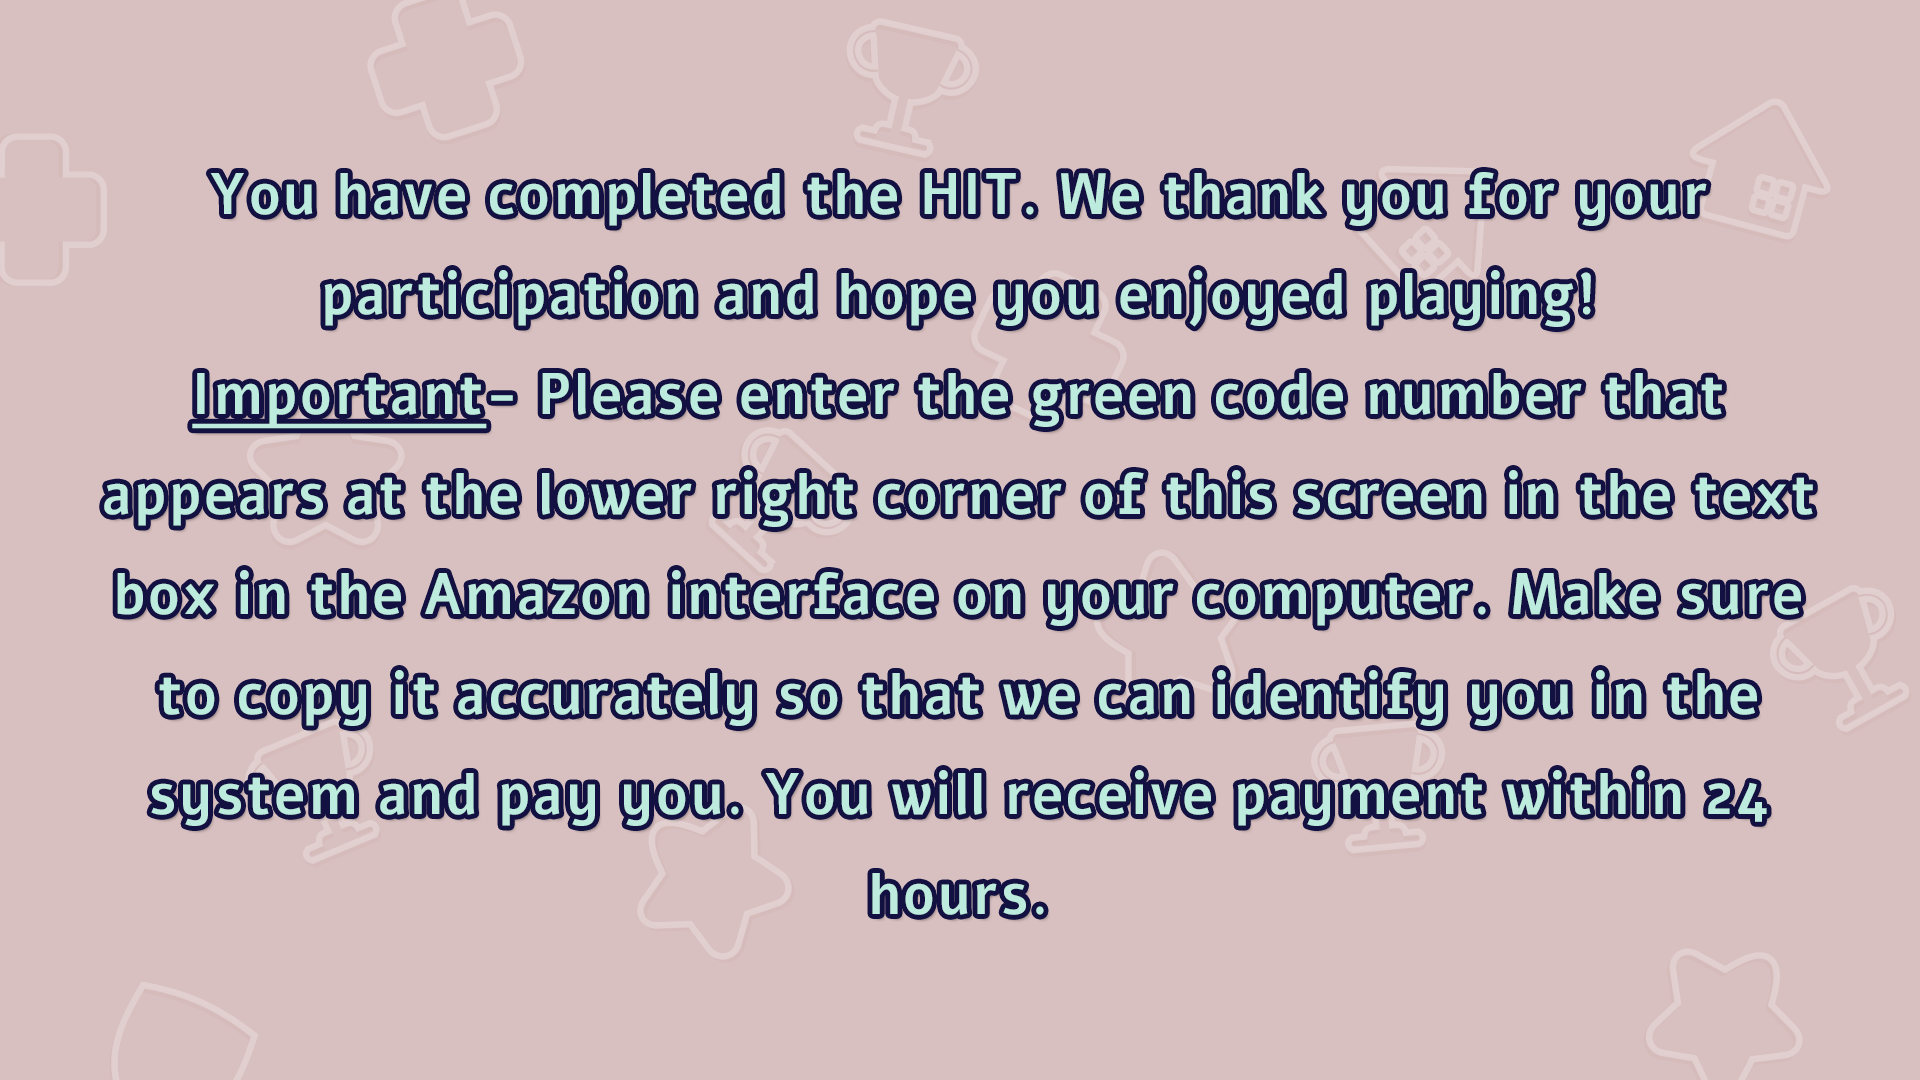 You have completed the HIT. We thank you for your
participation and hope you enjoyed playing!
Important- Please enter the green code number that
appears at the lower right corner of this screen in the text
box in the Amazon interface on your computer. Make sure
to copy it accurately so that we can identify you in the
system and pay you. You will receive payment within 24
hours.